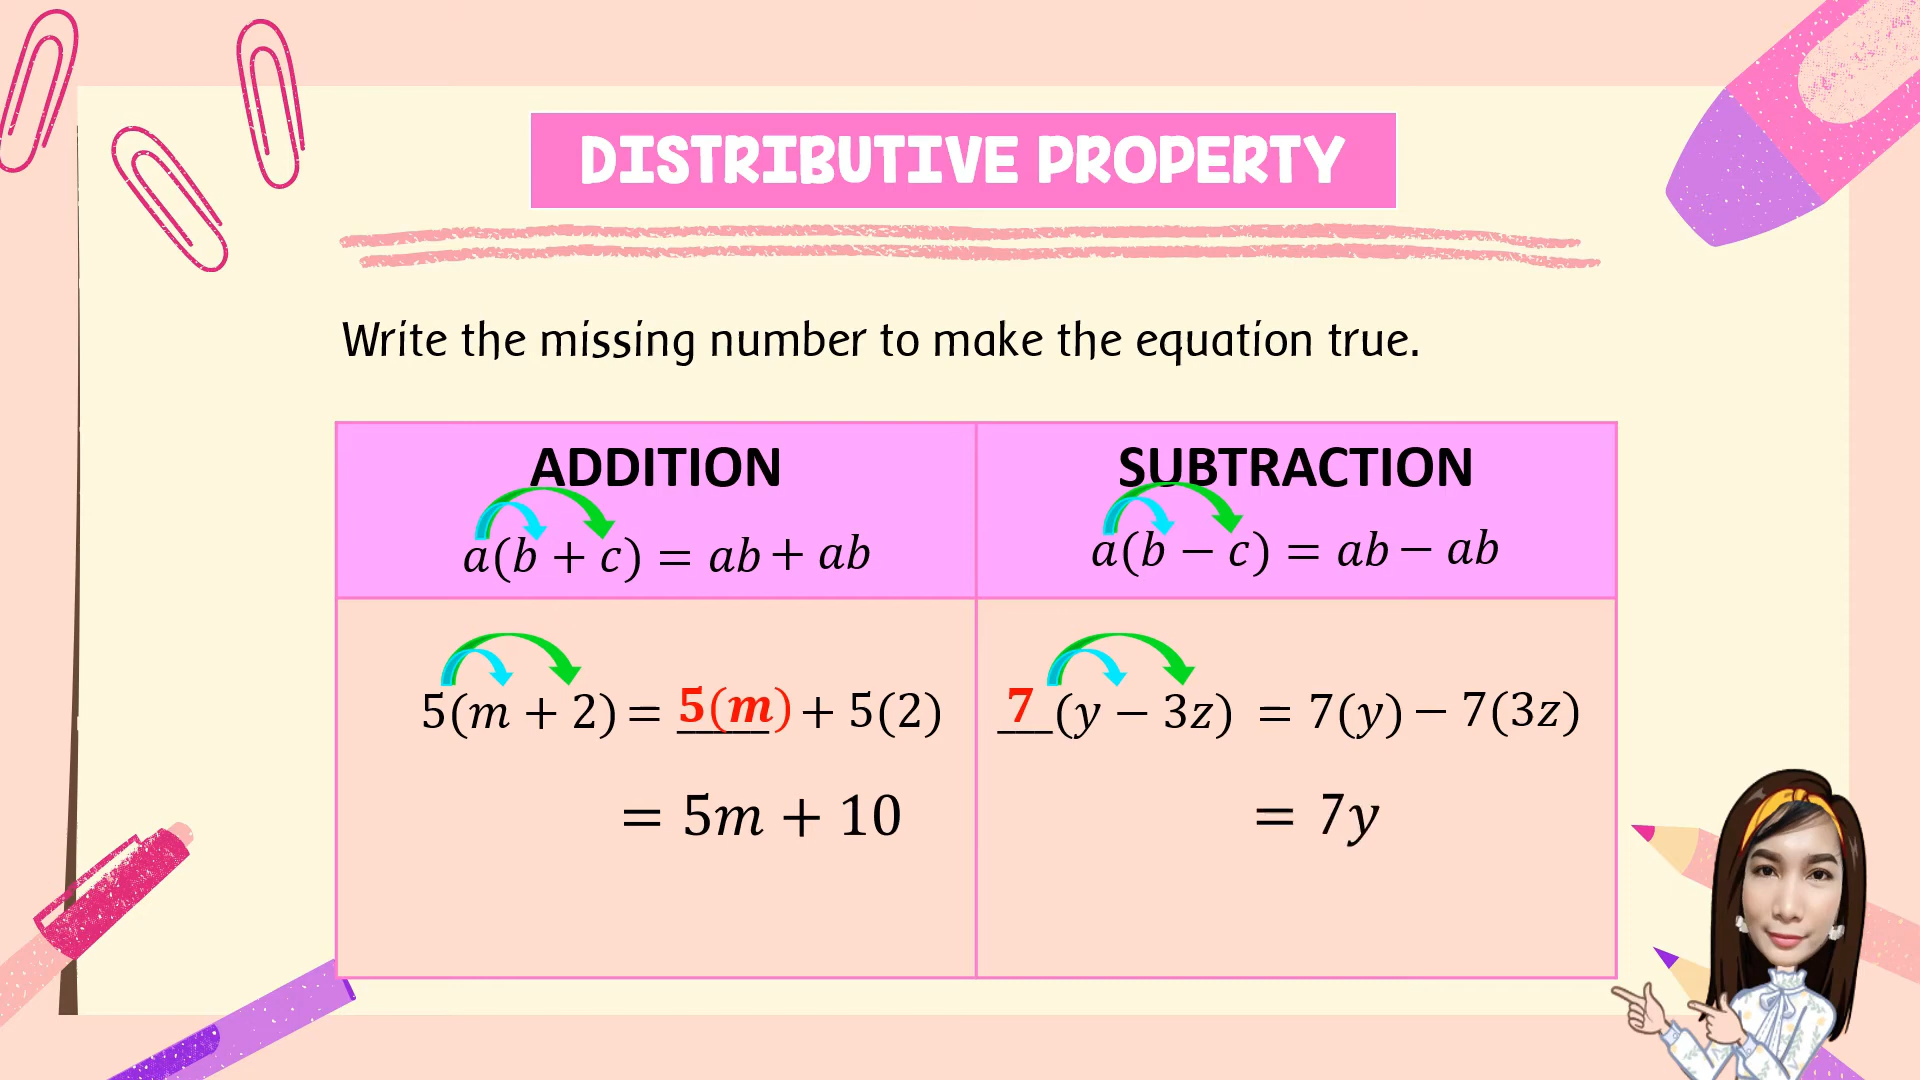 DISTRIBUTIVE PROPERTY
Write the missing number to make the equation true.
ADDITION
a(b + c) = ab + ab
5(m + 2) = 5(m) + 5(2)
= 5m + 10
SUBTRACTION
a(b − c) = ab − ab
7(y − 3z) = 7(y) − 7(3z)
= 7y